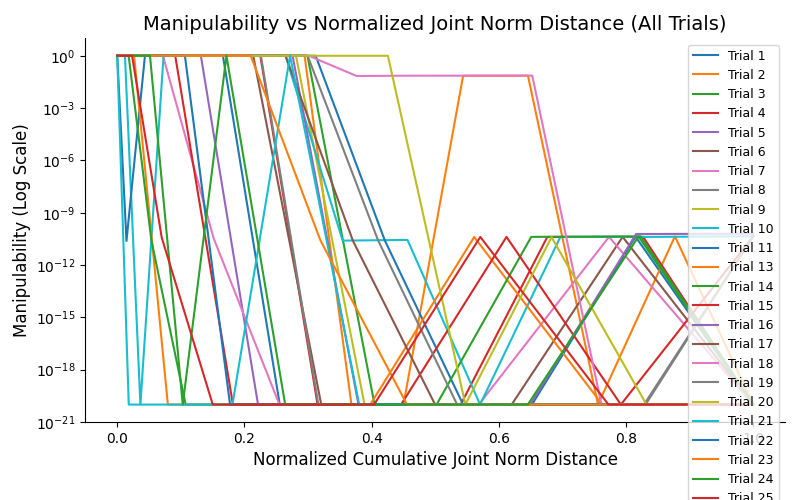 Manipulability vs Normalized Joint Norm Distance (All Trials)
Manipulability (Log Scale)
10⁰
10⁻³
10⁻⁶
10⁻⁹
10⁻¹²
10⁻¹⁵
10⁻¹⁸
10⁻²¹
0.0
0.2
0.4
0.6
0.8
Normalized Cumulative Joint Norm Distance
Trial 1
Trial 2
Trial 3
Trial 4
Trial 5
Trial 6
Trial 7
Trial 8
Trial 9
Trial 10
Trial 11
Trial 13
Trial 14
Trial 15
Trial 16
Trial 17
Trial 18
Trial 19
Trial 20
Trial 21
Trial 22
Trial 23
Trial 24
Trial 25